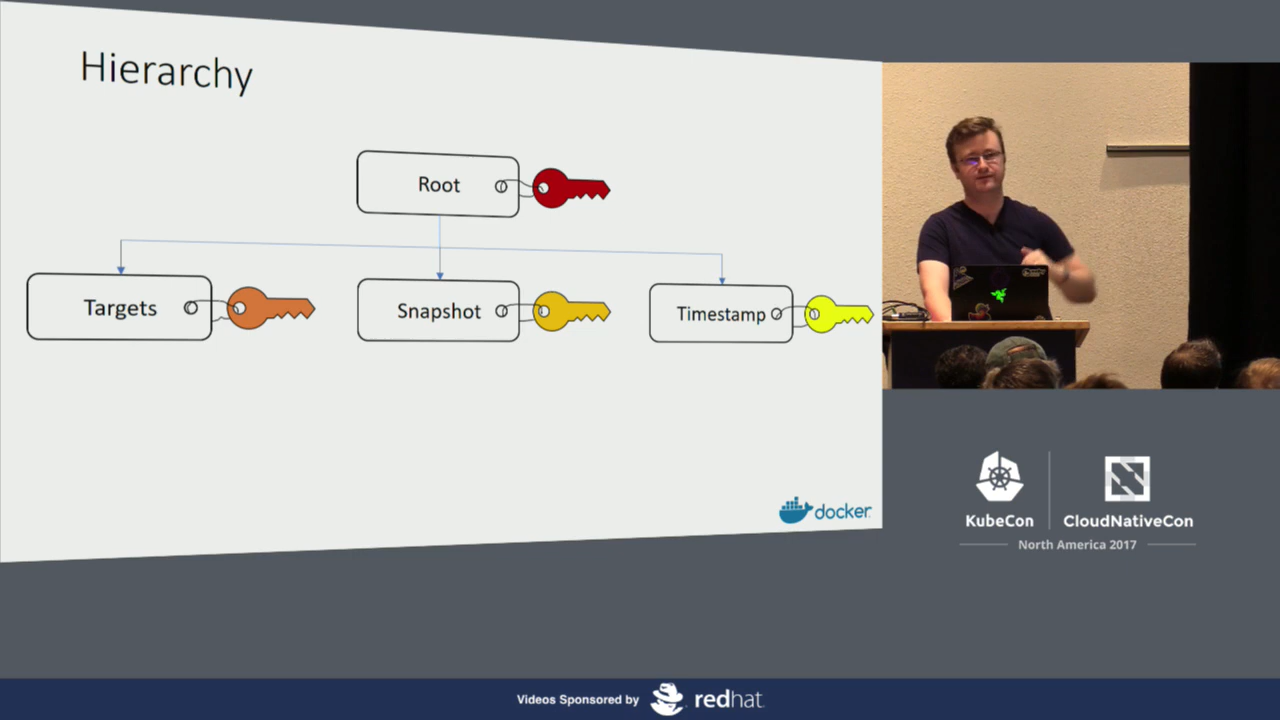 Hierarchy
Root
Targets
Snapshot
Timestamp
docker
KubeCon
CloudNativeCon
North America 2017
Videos Sponsored by
redhat